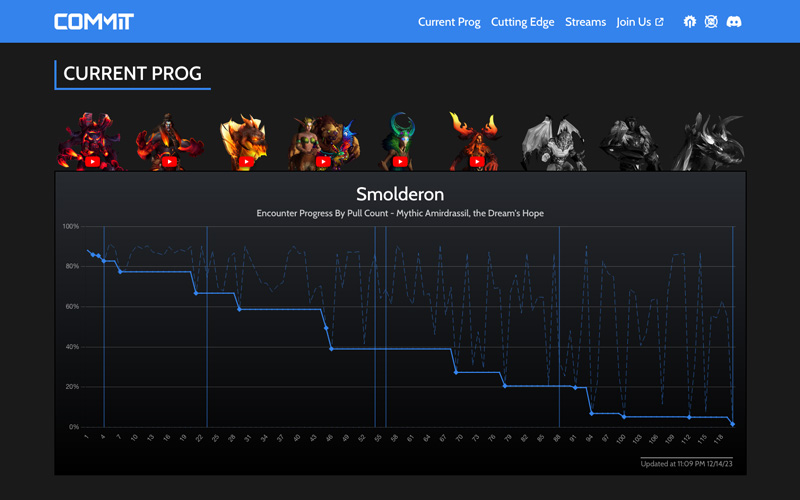 COMMIT
Current Prog Cutting Edge Streams Join Us
CURRENT PROG
Smolderon
Encounter Progress By Pull Count - Mythic Amirdrassil, the Dream's Hope
100%
80%
60%
40%
20%
0%
1 4 7 10 13 16 19 22 25 28 31 34 37 40 43 46 49 52 55 58 61 64 67 70 73 76 79 82 85 88 91 94 97 100 103 106 109 112 115 118
Updated at 11:09 PM 12/14/23